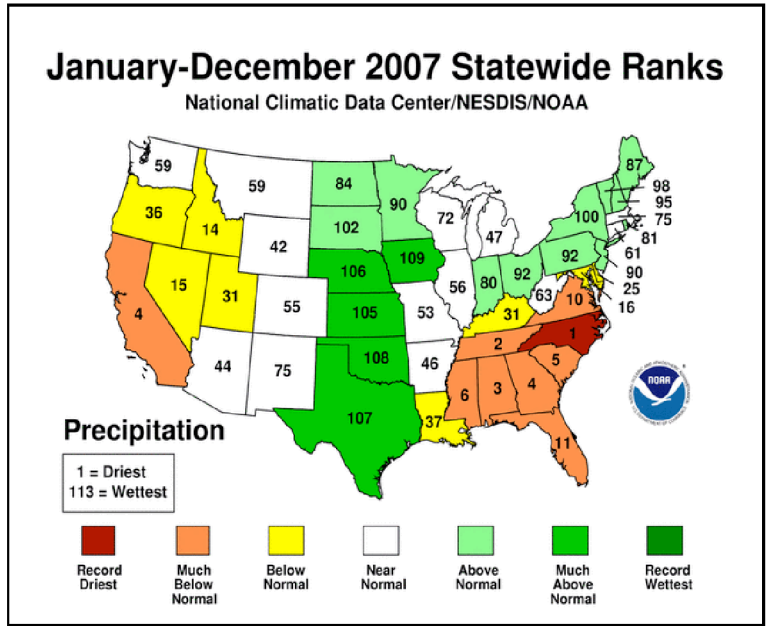 January-December 2007 Statewide Ranks
National Climatic Data Center/NESDIS/NOAA
59
59
84
90
87
98
95
75
81
61
90
25
16
36
14
42
102
72
47
100
92
15
31
55
106
109
56
80
92
63
10
4
105
53
31
1
2
44
75
108
46
5
6
3
4
107
37
11
NOAA
Precipitation
1 = Driest
113 = Wettest
Record
Driest
Much
Below
Normal
Below
Normal
Near
Normal
Above
Normal
Much
Above
Normal
Record
Wettest